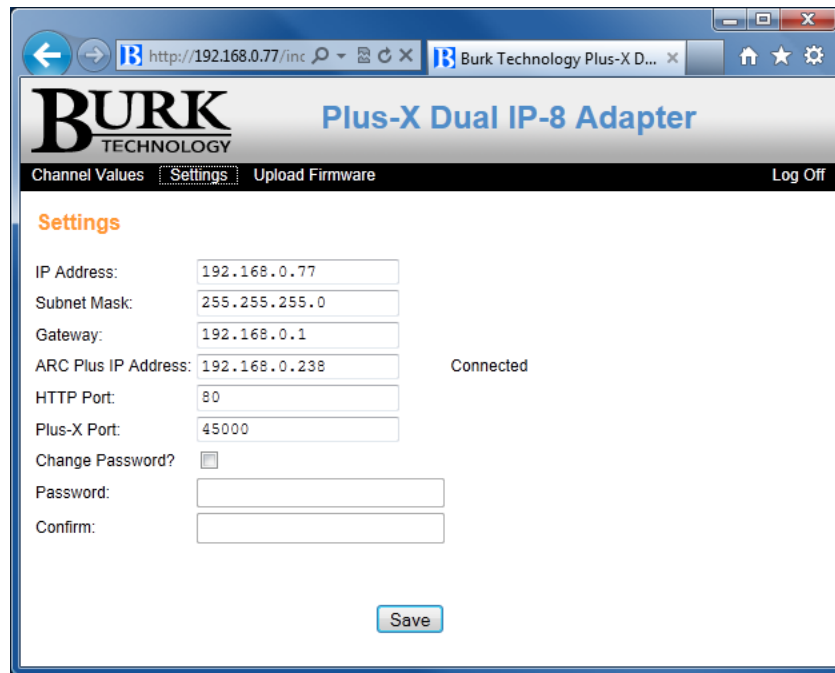 http://192.168.0.77/inc
Burk Technology Plus-X D...
BURK
TECHNOLOGY
Plus-X Dual IP-8 Adapter
Channel Values Settings Upload Firmware Log Off
Settings
IP Address: 192.168.0.77
Subnet Mask: 255.255.255.0
Gateway: 192.168.0.1
ARC Plus IP Address: 192.168.0.238 Connected
HTTP Port: 80
Plus-X Port: 45000
Change Password?
Password:
Confirm:
Save